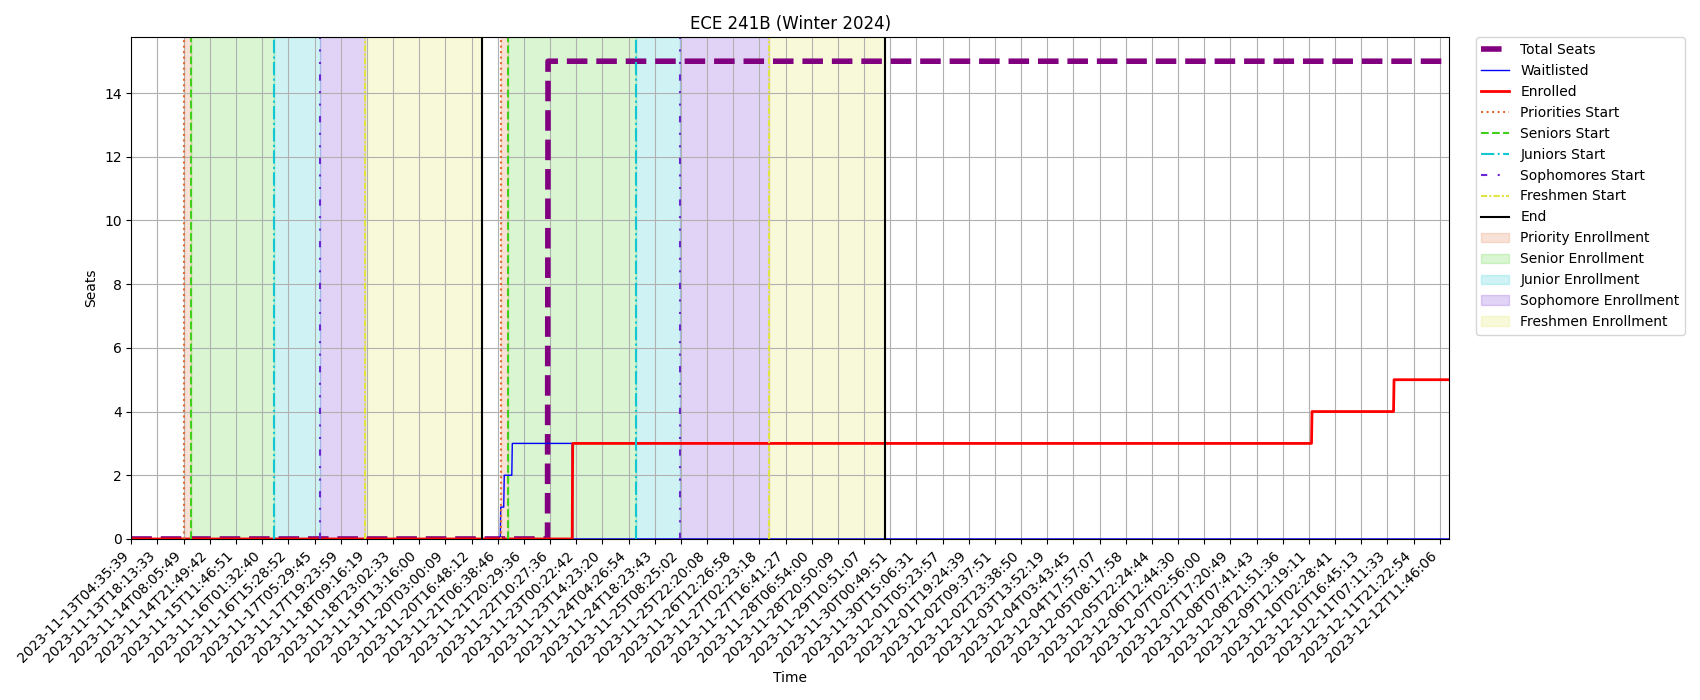 ECE 241B (Winter 2024)
Total Seats
Waitlisted
Enrolled
Priorities Start
Seniors Start
Juniors Start
Sophomores Start
Freshmen Start
End
Priority Enrollment
Senior Enrollment
Junior Enrollment
Sophomore Enrollment
Freshmen Enrollment
Seats
14
12
10
8
6
4
2
0
2023-11-13T04:35:39
2023-11-13T18:13:33
2023-11-14T08:05:49
2023-11-14T21:49:42
2023-11-15T11:46:51
2023-11-16T01:32:40
2023-11-16T15:28:52
2023-11-17T05:29:45
2023-11-17T19:23:59
2023-11-18T09:16:19
2023-11-18T23:02:33
2023-11-19T13:16:00
2023-11-20T03:00:09
2023-11-20T16:48:12
2023-11-21T06:38:46
2023-11-21T20:29:36
2023-11-22T10:27:36
2023-11-23T00:22:42
2023-11-23T14:23:20
2023-11-24T04:26:54
2023-11-24T18:23:43
2023-11-25T08:25:02
2023-11-25T22:20:08
2023-11-26T12:26:58
2023-11-27T02:23:18
2023-11-27T16:41:27
2023-11-28T06:54:00
2023-11-28T20:50:09
2023-11-29T10:51:07
2023-11-30T00:49:51
2023-11-30T15:06:31
2023-12-01T05:23:57
2023-12-01T19:24:39
2023-12-02T09:37:51
2023-12-02T23:38:50
2023-12-03T13:52:19
2023-12-04T03:43:45
2023-12-04T17:57:07
2023-12-05T08:17:58
2023-12-05T22:24:44
2023-12-06T12:44:30
2023-12-07T02:56:00
2023-12-07T17:20:49
2023-12-08T07:41:43
2023-12-08T21:51:36
2023-12-09T12:19:11
2023-12-10T02:28:41
2023-12-10T16:45:13
2023-12-11T07:11:33
2023-12-11T21:22:54
2023-12-12T11:46:06
Time